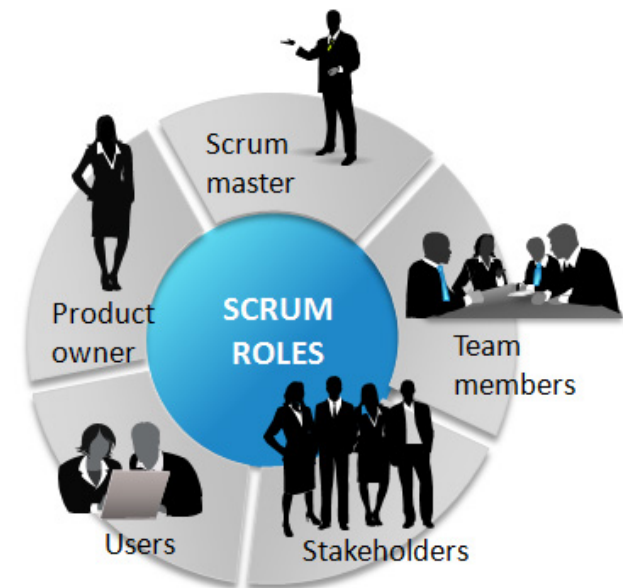 Scrum
master
Product
owner
SCRUM
ROLES
Team
members
Users
Stakeholders